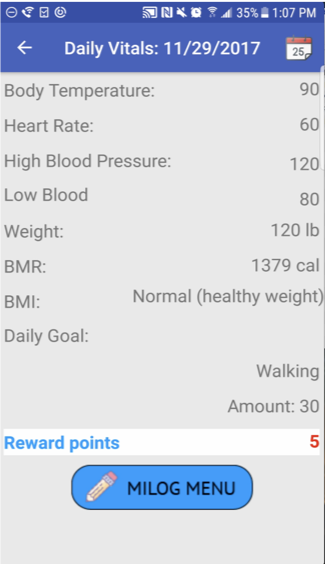 35% 1:07 PM
Daily Vitals: 11/29/2017 25
Body Temperature: 90
Heart Rate: 60
High Blood Pressure: 120
Low Blood 80
Weight: 120 lb
BMR: 1379 cal
BMI: Normal (healthy weight)
Daily Goal:
Walking
Amount: 30
Reward points 5
MILOG MENU